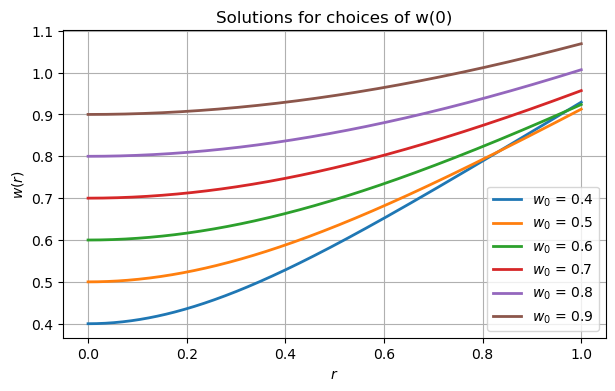 Solutions for choices of w(0)
1.1
1.0
0.9
0.8
0.7
0.6
0.5
0.4
w(r)
0.0 0.2 0.4 0.6 0.8 1.0
r
w₀ = 0.4
w₀ = 0.5
w₀ = 0.6
w₀ = 0.7
w₀ = 0.8
w₀ = 0.9